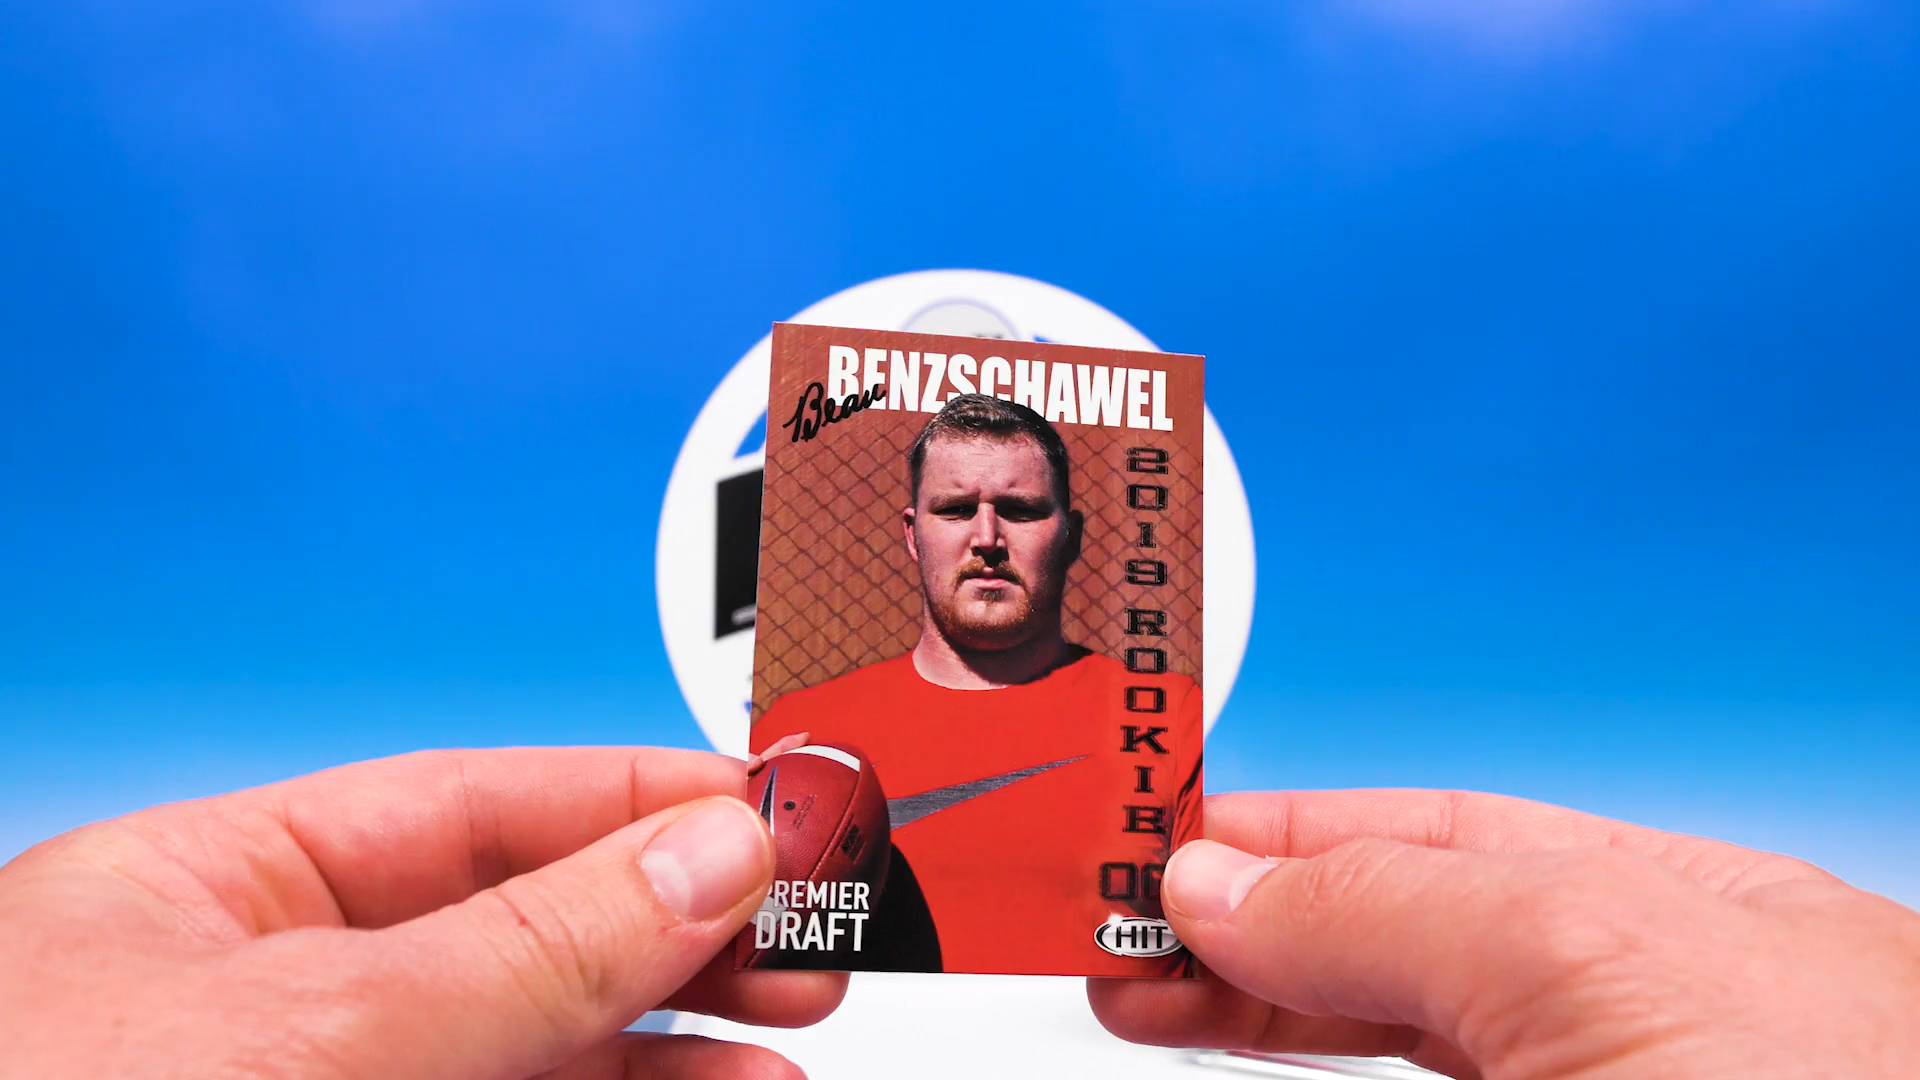 BENZSCHAWEL
Beau
2019 ROOKIE
PREMIER
DRAFT
HIT